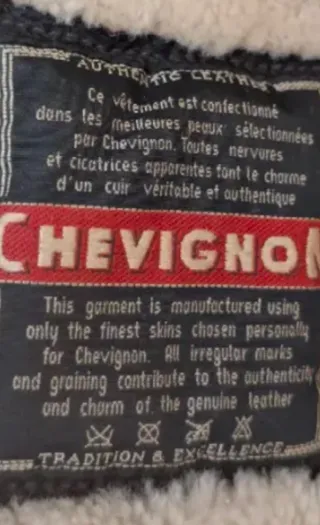 AUTHENTIC LEATHER
Ce vêtement est confectionné
dans les meilleures peaux sélectionnées
par Chevignon. Toutes nervures
et cicatrices apparentes font le charme
d'un cuir véritable et authentique
CHEVIGNON
This garment is manufactured using
only the finest skins chosen personally
for Chevignon. All irregular marks
and graining contribute to the authenticity
and charm of the genuine leather
TRADITION & EXCELLENCE